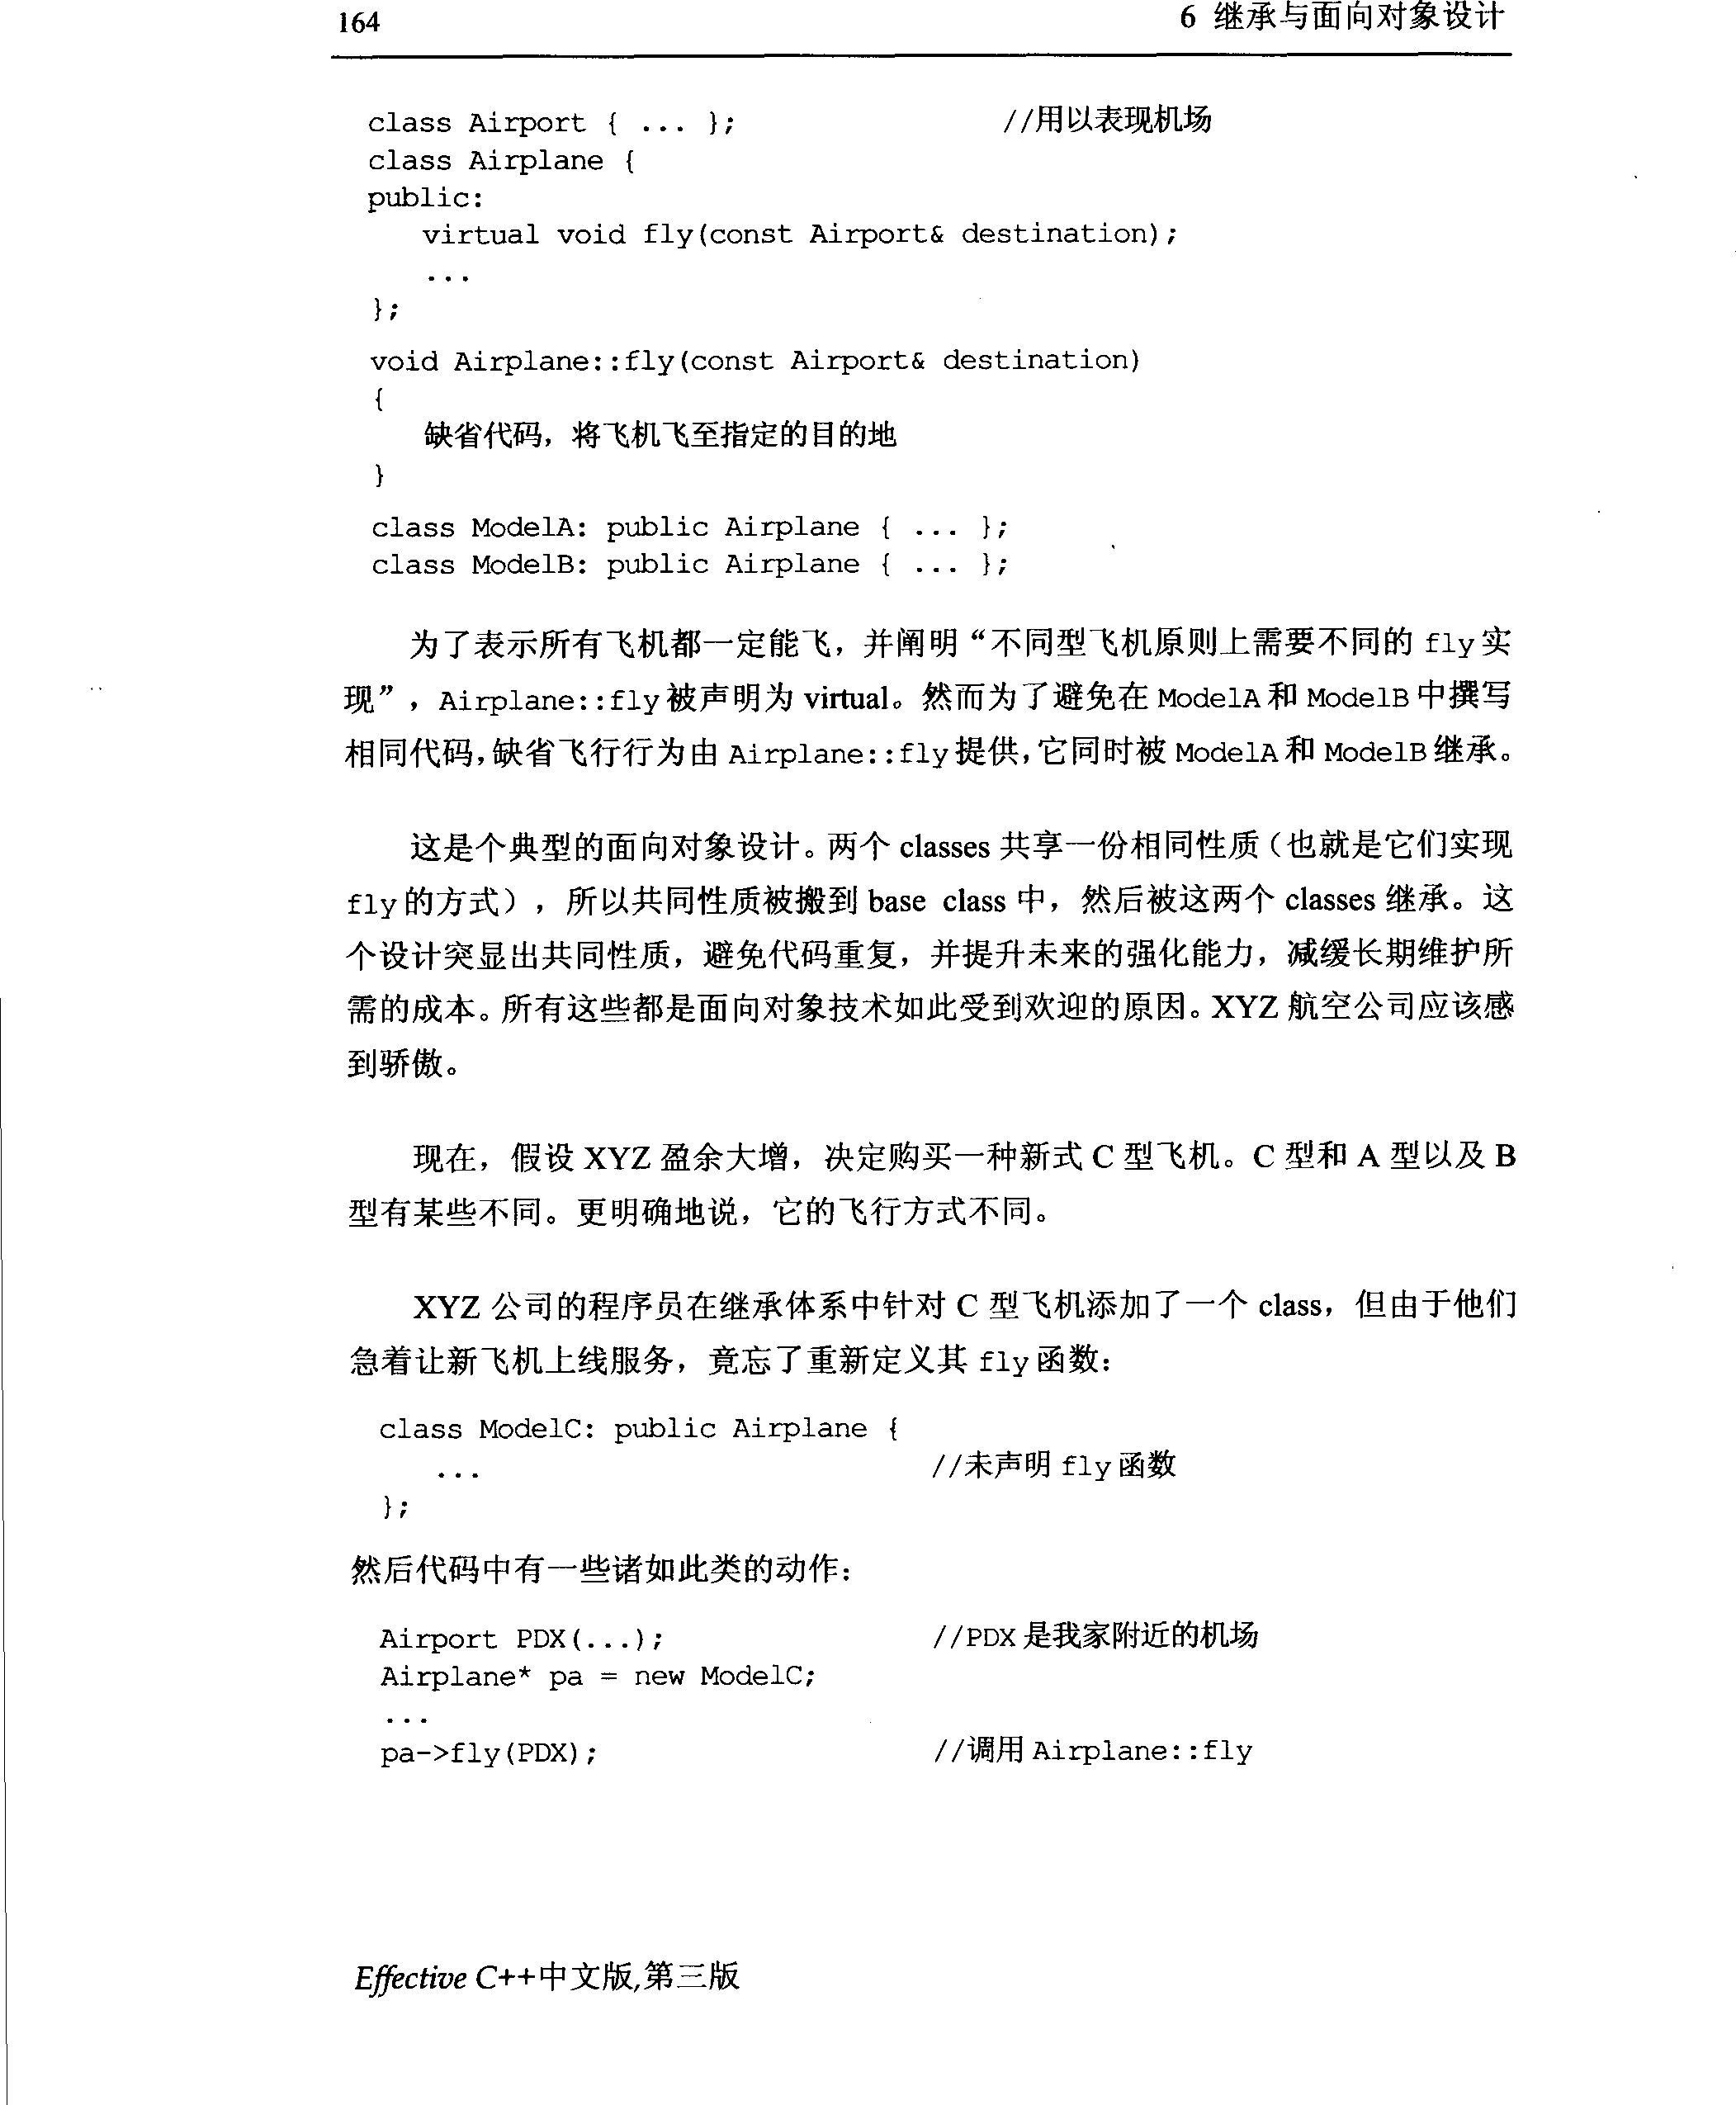 164
6 继承与面向对象设计
class Airport { ... }; //用以表现机场
class Airplane {
public:
virtual void fly(const Airport& destination);
...
};
void Airplane::fly(const Airport& destination)
{
缺省代码，将飞机飞至指定的目的地
}
class ModelA: public Airplane { ... };
class ModelB: public Airplane { ... };
为了表示所有飞机都一定能飞，并阐明“不同型飞机原则上需要不同的 fly 实
现”，Airplane::fly 被声明为 virtual。然而为了避免在 ModelA 和 ModelB 中撰写
相同代码，缺省飞行行为由 Airplane::fly 提供，它同时被 ModelA 和 ModelB 继承。
这是个典型的面向对象设计。两个 classes 共享一份相同性质（也就是它们实现
fly 的方式），所以共同性质被搬到 base class 中，然后被这两个 classes 继承。这
个设计突显出共同性质，避免代码重复，并提升未来的强化能力，减缓长期维护所
需的成本。所有这些都是面向对象技术如此受到欢迎的原因。XYZ 航空公司应该感
到骄傲。
现在，假设 XYZ 盈余大增，决定购买一种新式 C 型飞机。C 型和 A 型以及 B
型有某些不同。更明确地说，它的飞行方式不同。
XYZ 公司的程序员在继承体系中针对 C 型飞机添加了一个 class，但由于他们
急着让新飞机上线服务，竟忘了重新定义其 fly 函数：
class ModelC: public Airplane {
... //未声明 fly 函数
};
然后代码中有一些诸如此类的动作：
Airport PDX(...); //PDX 是我家附近的机场
Airplane* pa = new ModelC;
...
pa->fly(PDX); //调用 Airplane::fly
Effective C++中文版,第三版